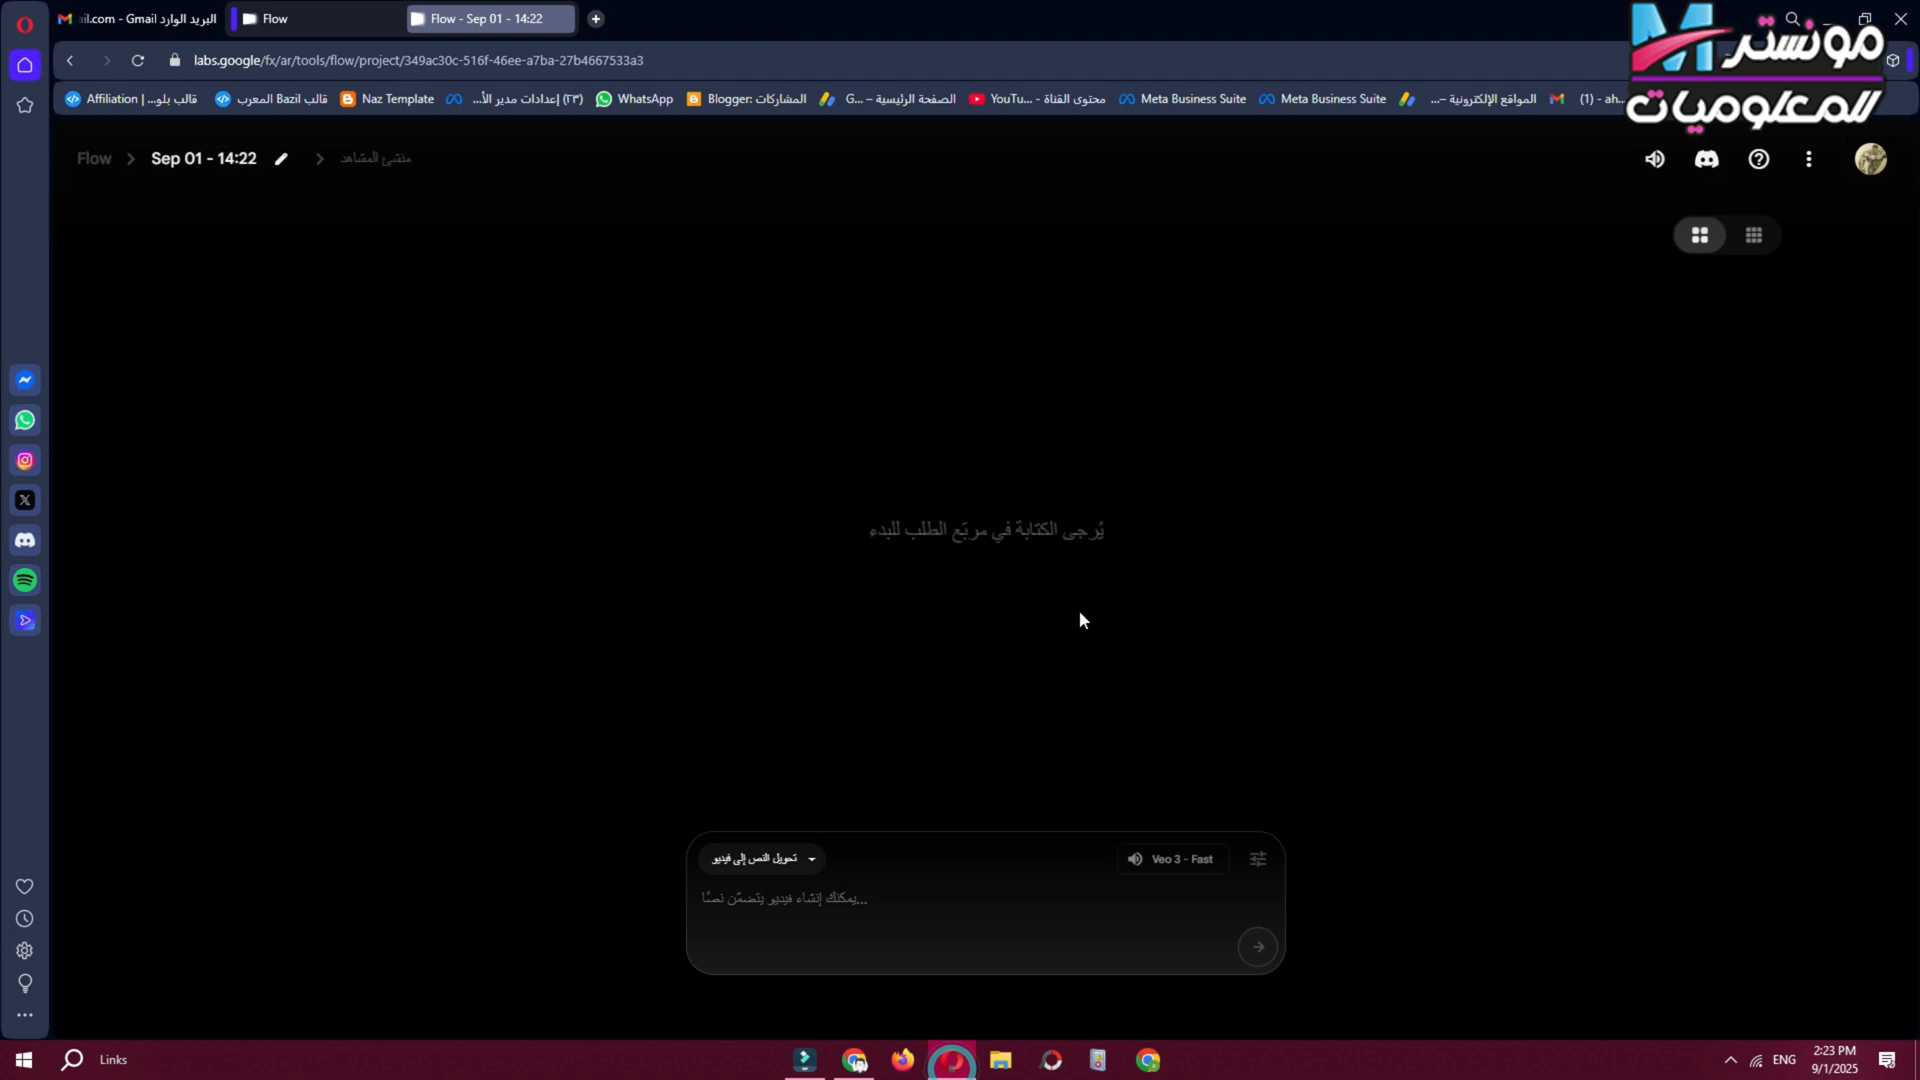 البريد الوارد ail.com - Gmail
Flow
Flow - Sep 01 - 14:22
labs.google/fx/ar/tools/flow/project/349ac30c-516f-46ee-a7ba-27b4667533a3
مونستر
للمعلوميات
قالب بلو...| Affiliation
قالب Bazil المعرب
Naz Template
(٢٣) إعدادات مدير الأ...
WhatsApp
Blogger: المشاركات
الصفحة الرئيسية – ...G
محتوى القناة - ...YouTu
Meta Business Suite
Meta Business Suite
المواقع الإلكترونية –...
(1) - ah...
Flow
Sep 01 - 14:22
منشئ المشاهد
يُرجى الكتابة في مربّع الطلب للبدء
تحويل النص إلى فيديو
Veo 3 - Fast
يمكنك إنشاء فيديو يتضمّن نصًا...
Links
ENG
2:23 PM
9/1/2025